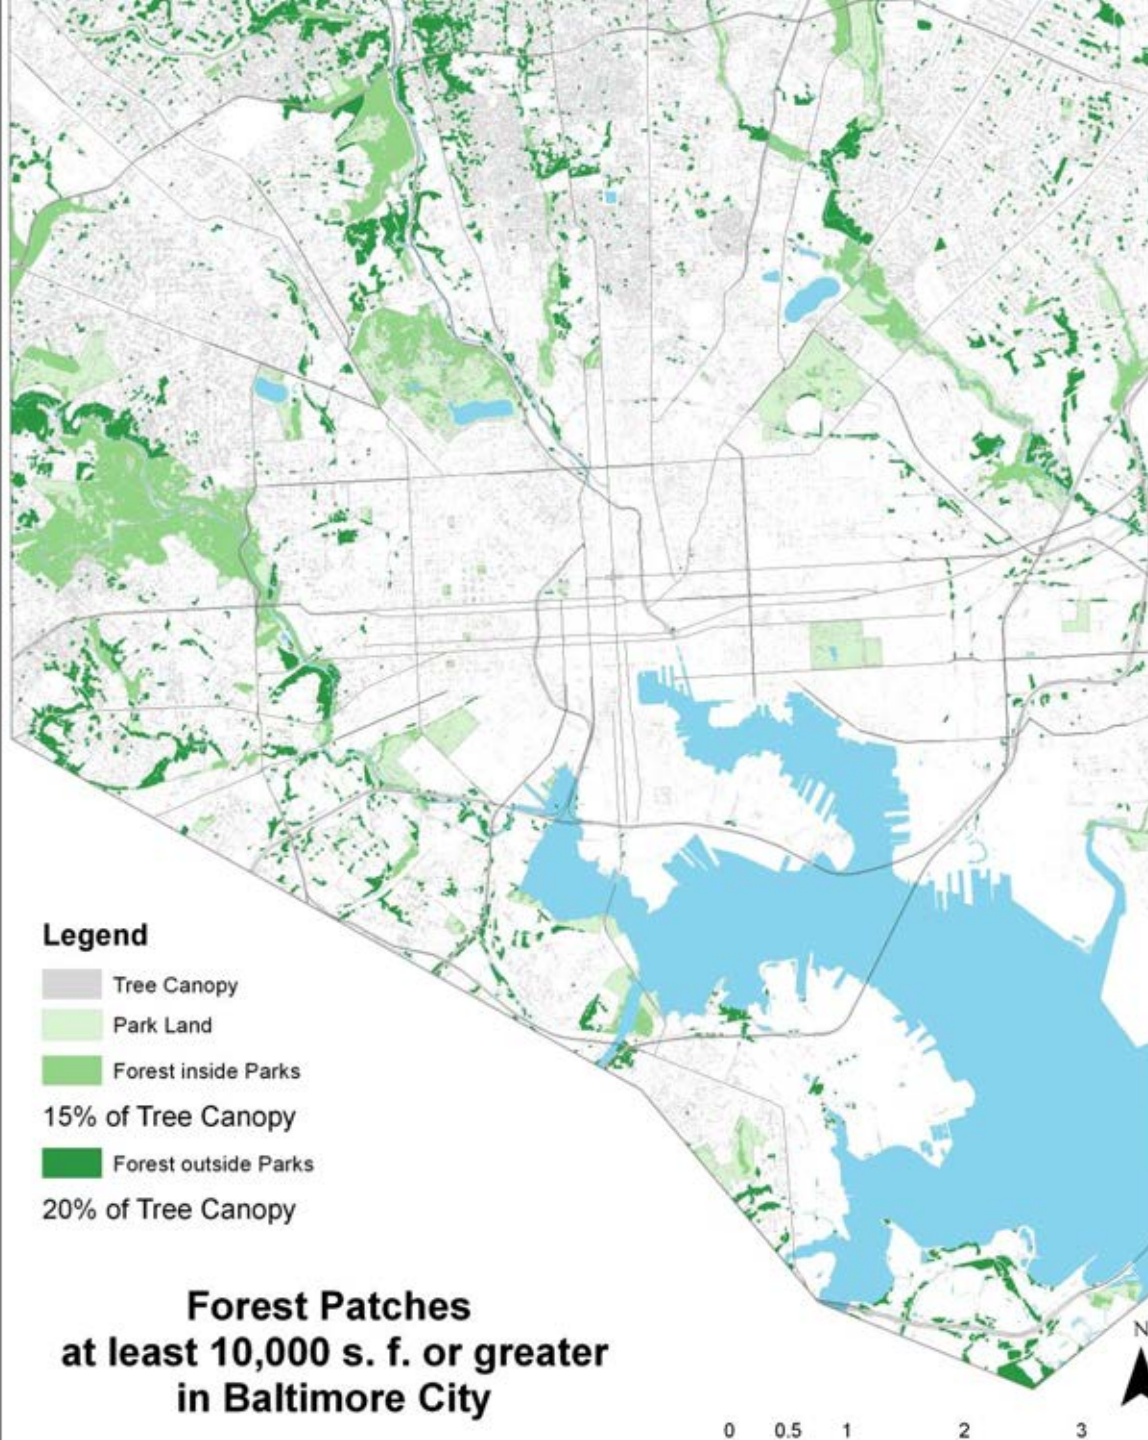 Legend
Tree Canopy
Park Land
Forest inside Parks
15% of Tree Canopy
Forest outside Parks
20% of Tree Canopy
Forest Patches
at least 10,000 s. f. or greater
in Baltimore City
N
0 0.5 1 2 3